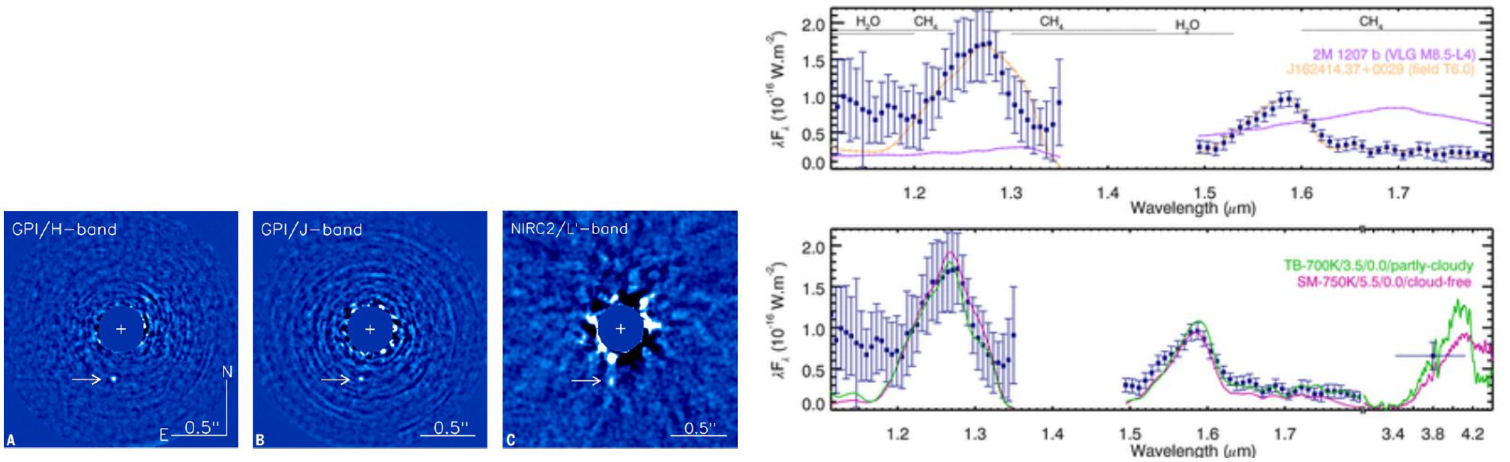 GPI/H-band
N
E
0.5"
A
GPI/J-band
0.5"
B
NIRC2/L'-band
0.5"
C
H₂O
CH₄
CH₄
H₂O
CH₄
2M 1207 b (VLG M8.5-L4)
J162414.37+0029 (field T6.0)
2.0
1.5
1.0
0.5
0.0
λFλ (10⁻¹⁶ W.m⁻²)
1.2 1.3 1.4 1.5 1.6 1.7
Wavelength (μm)
TB-700K/3.5/0.0/partly-cloudy
SM-750K/5.5/0.0/cloud-free
2.0
1.5
1.0
0.5
0.0
λFλ (10⁻¹⁶ W.m⁻²)
1.2 1.3 1.4 1.5 1.6 1.7 3.4 3.8 4.2
Wavelength (μm)